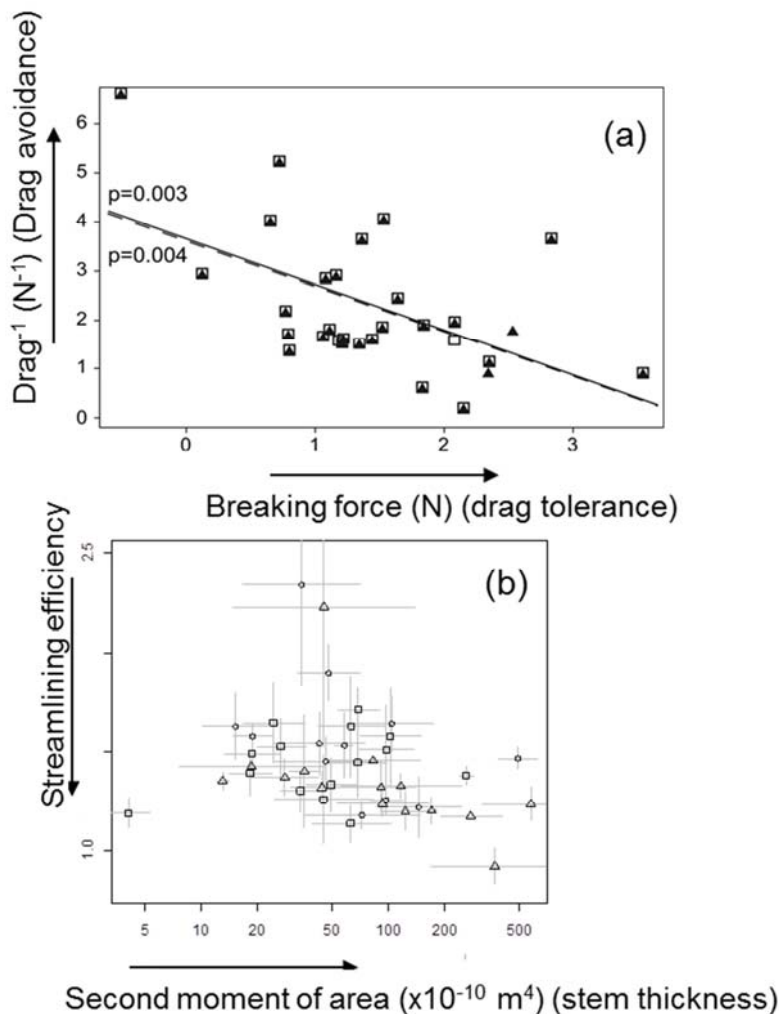 (a)
Drag⁻¹ (N⁻¹) (Drag avoidance)
6
5
4
3
2
1
0
p=0.003
p=0.004
0 1 2 3
Breaking force (N) (drag tolerance)
(b)
Streamlining efficiency
2.5
1.0
5 10 20 50 100 200 500
Second moment of area (x10⁻¹⁰ m⁴) (stem thickness)